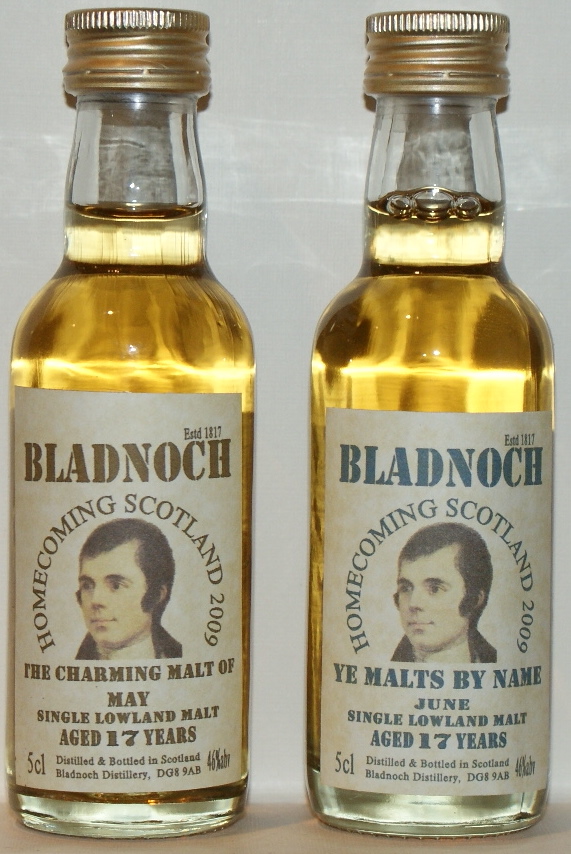 Estd 1817
BLADNOCH
HOMECOMING SCOTLAND 2009
THE CHARMING MALT OF
MAY
SINGLE LOWLAND MALT
AGED 17 YEARS
5cl
Distilled & Bottled in Scotland
Bladnoch Distillery, DG8 9AB
46%abv
Estd 1817
BLADNOCH
HOMECOMING SCOTLAND 2009
YE MALTS BY NAME
JUNE
SINGLE LOWLAND MALT
AGED 17 YEARS
5cl
Distilled & Bottled in Scotland
Bladnoch Distillery, DG8 9AB
46%abv